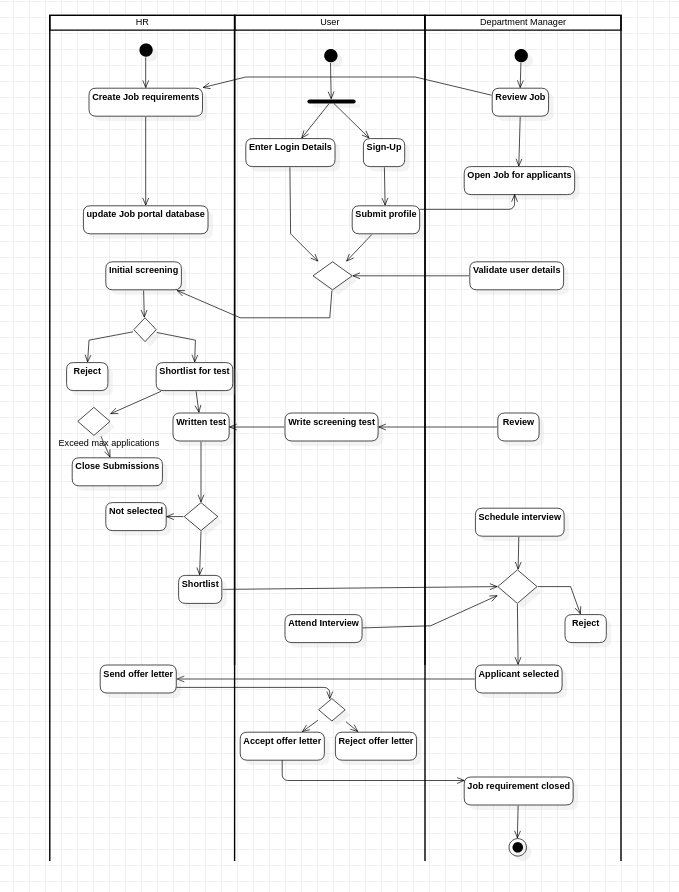 HR
User
Department Manager
Create Job requirements
Review Job
Enter Login Details
Sign-Up
Open Job for applicants
update Job portal database
Submit profile
Initial screening
Validate user details
Reject
Shortlist for test
Written test
Write screening test
Review
Exceed max applications
Close Submissions
Not selected
Schedule interview
Shortlist
Attend Interview
Reject
Send offer letter
Applicant selected
Accept offer letter
Reject offer letter
Job requirement closed